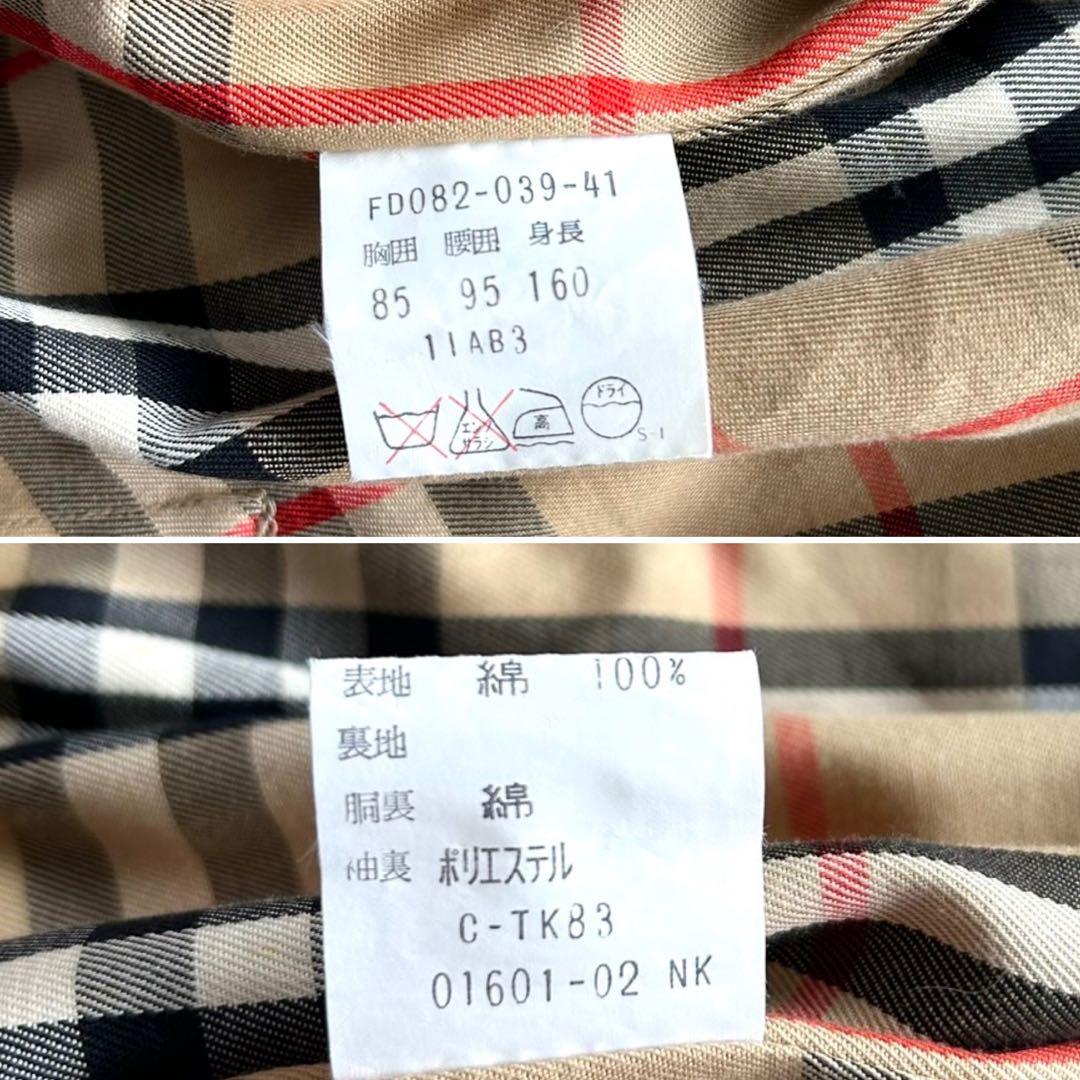 FD082-039-41
胸囲 腰囲 身長
85 95 160
11AB3
エンソ サラシ 高 ドライ
S-1
表地 綿 100%
裏地
胴裏 綿
袖裏 ポリエステル
C-TK83
01601-02 NK